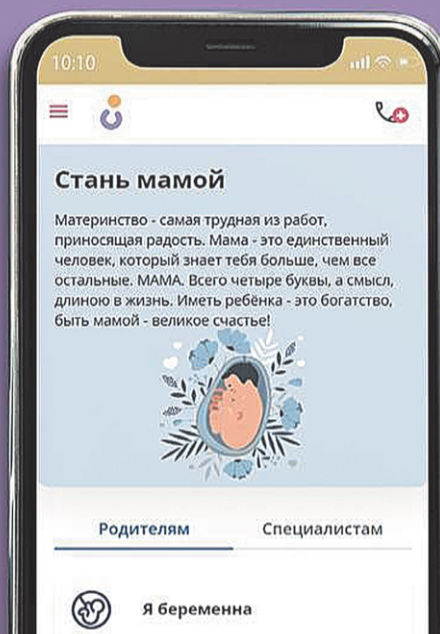 10:10
Стань мамой
Материнство - самая трудная из работ,
приносящая радость. Мама - это единственный
человек, который знает тебя больше, чем все
остальные. МАМА. Всего четыре буквы, а смысл,
длиною в жизнь. Иметь ребёнка - это богатство,
быть мамой - великое счастье!
Родителям Специалистам
Я беременна